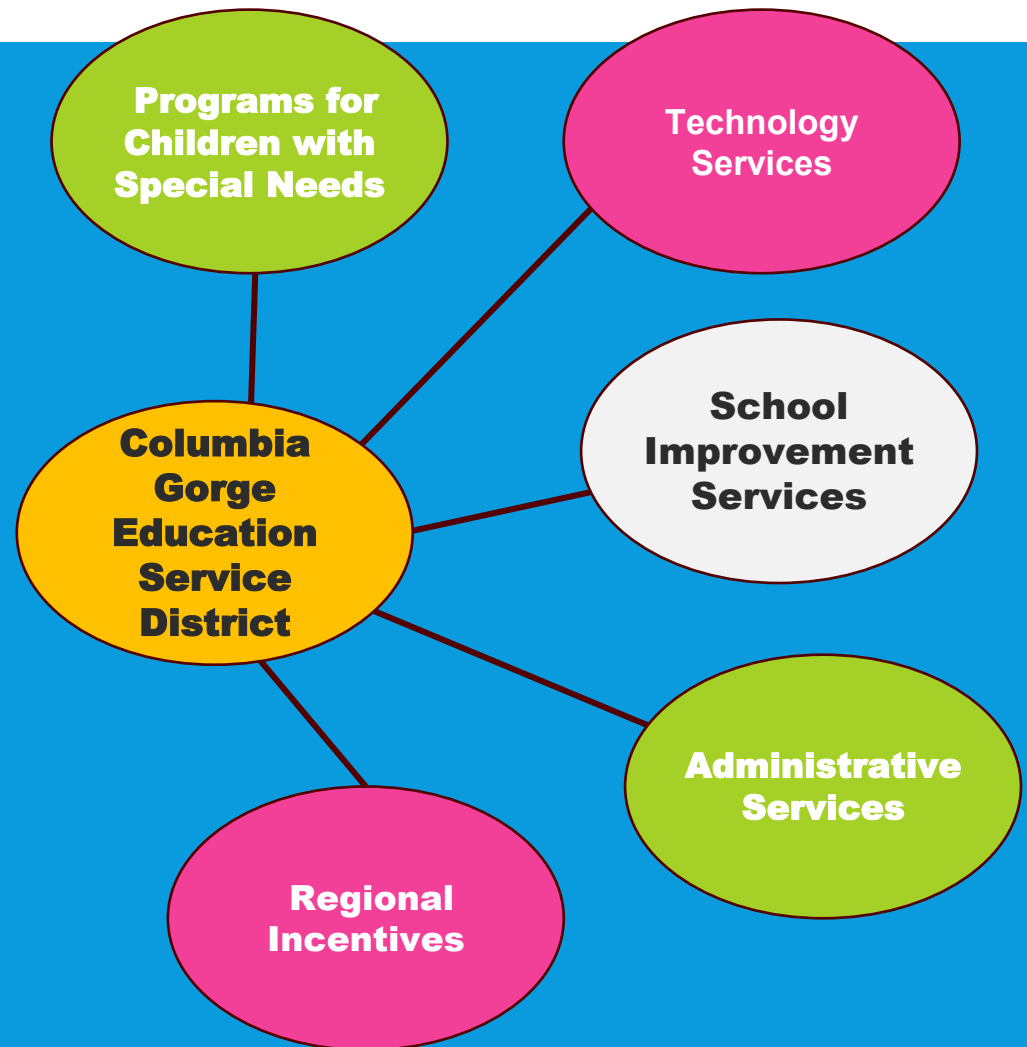 Programs for
Children with
Special Needs
Technology
Services
School
Improvement
Services
Columbia
Gorge
Education
Service
District
Administrative
Services
Regional
Incentives